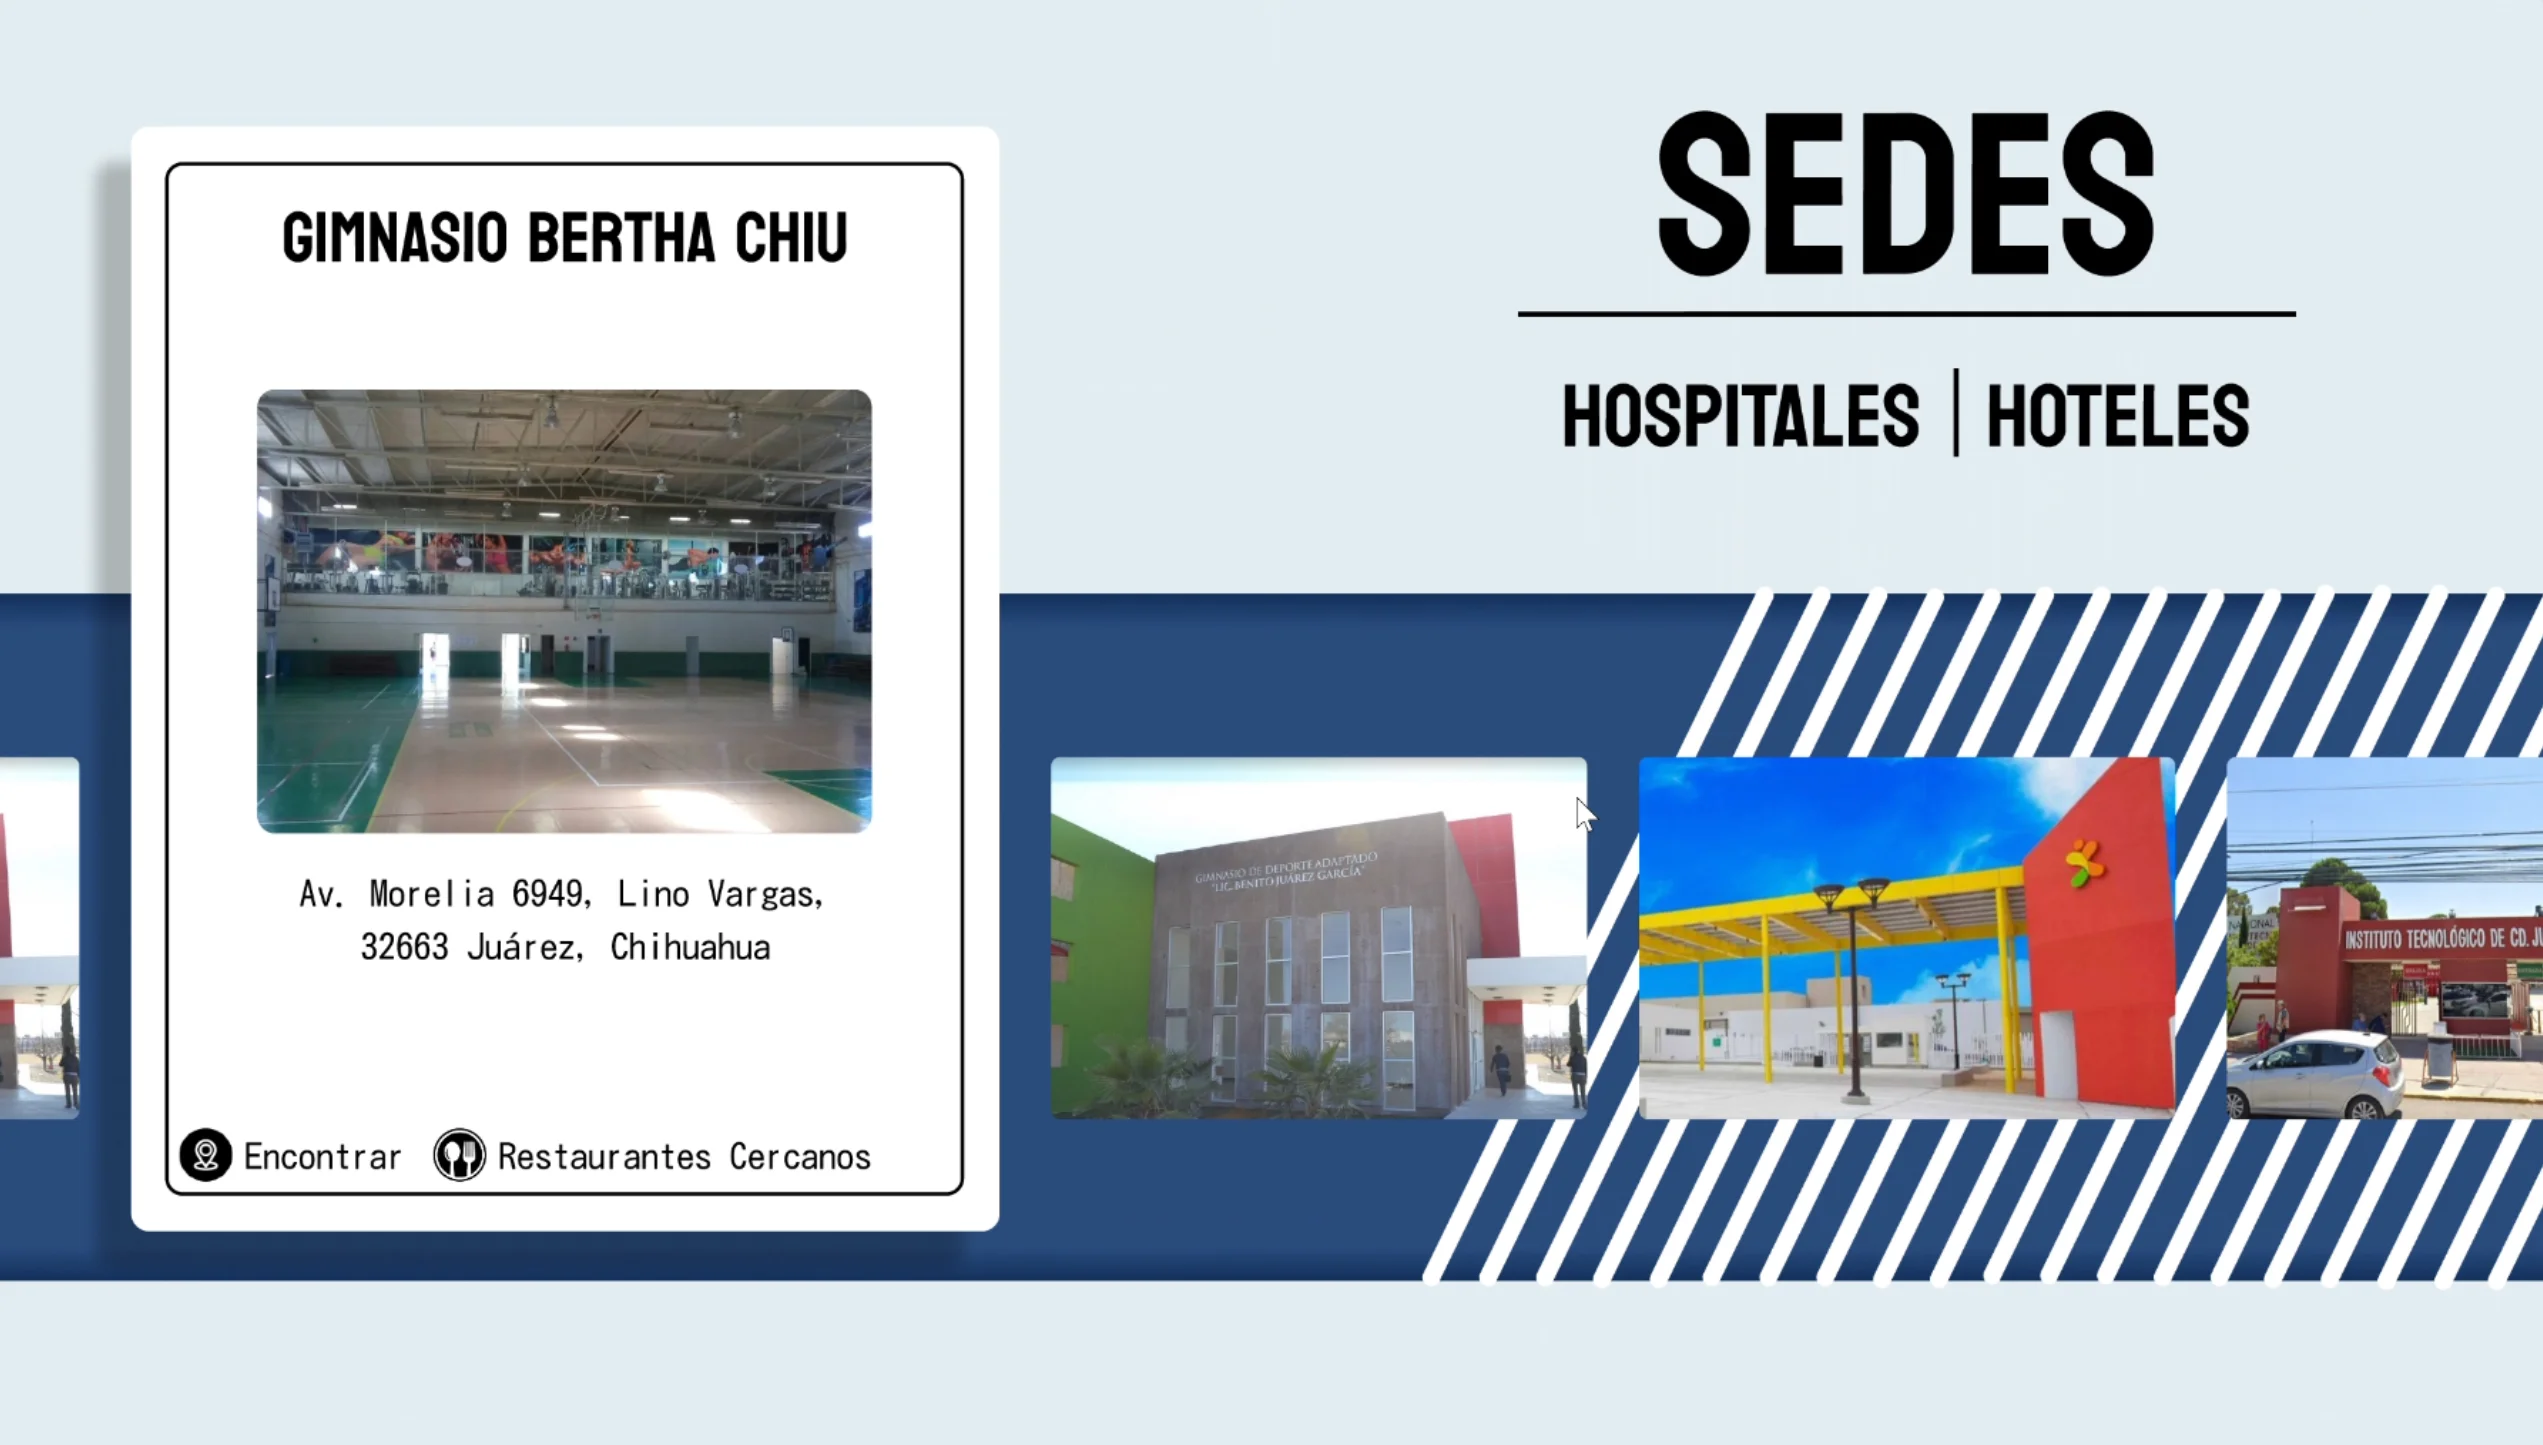 GIMNASIO BERTHA CHIU
Av. Morelia 6949, Lino Vargas,
32663 Juárez, Chihuahua
Encontrar
Restaurantes Cercanos
SEDES
HOSPITALES | HOTELES
GIMNASIO DE DEPORTE ADAPTADO
"LIC. BENITO JUÁREZ GARCÍA"
INSTITUTO TECNOLÓGICO DE CD. JU